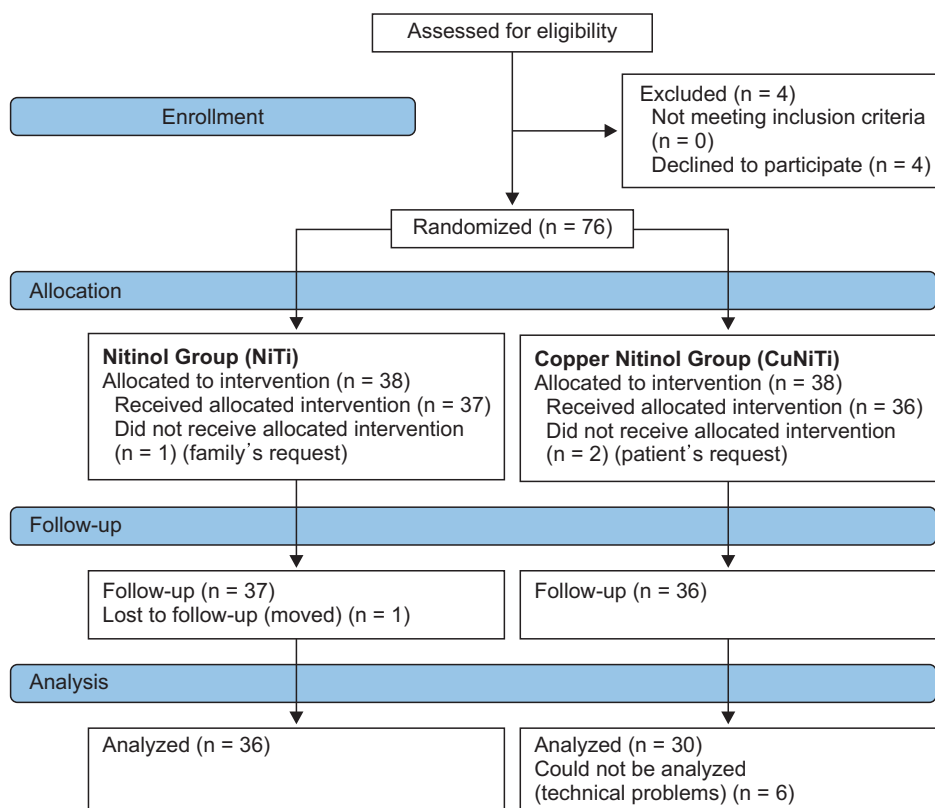 Assessed for eligibility
Enrollment
Excluded (n = 4)
Not meeting inclusion criteria
(n = 0)
Declined to participate (n = 4)
Randomized (n = 76)
Allocation
Nitinol Group (NiTi)
Allocated to intervention (n = 38)
Received allocated intervention (n = 37)
Did not receive allocated intervention
(n = 1) (family's request)
Copper Nitinol Group (CuNiTi)
Allocated to intervention (n = 38)
Received allocated intervention (n = 36)
Did not receive allocated intervention
(n = 2) (patient's request)
Follow-up
Follow-up (n = 37)
Lost to follow-up (moved) (n = 1)
Follow-up (n = 36)
Analysis
Analyzed (n = 36)
Analyzed (n = 30)
Could not be analyzed
(technical problems) (n = 6)